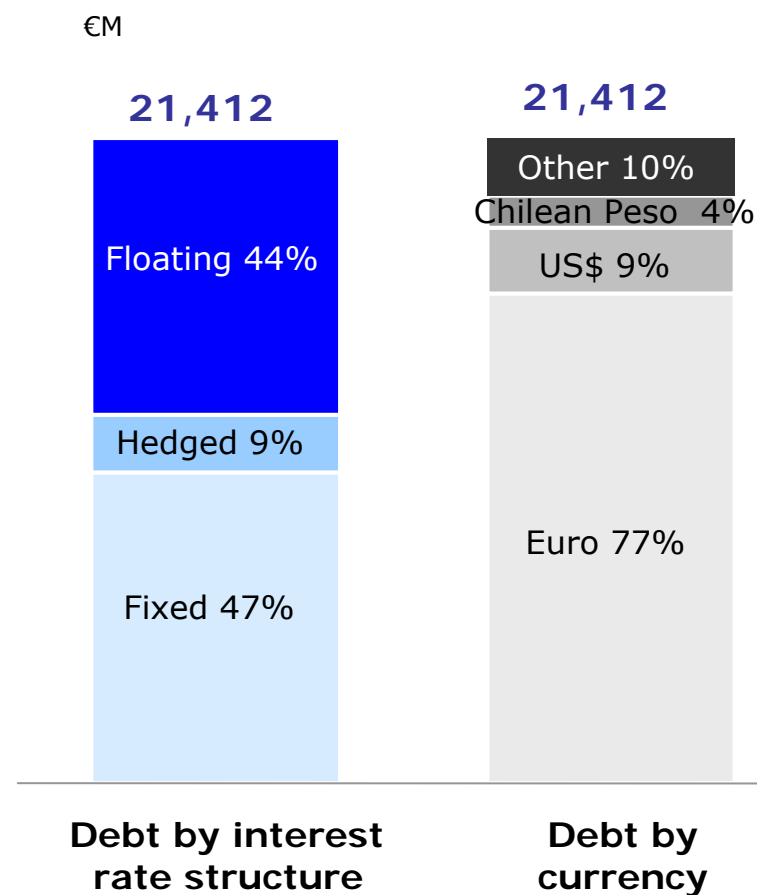 €M
21,412
Floating 44%
Hedged 9%
Fixed 47%
Debt by interest
rate structure
21,412
Other 10%
Chilean Peso 4%
US$ 9%
Euro 77%
Debt by
currency